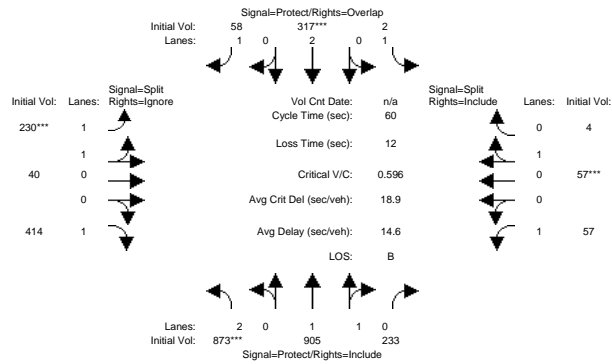 Signal=Protect/Rights=Overlap
Initial Vol: 58 317*** 2
Lanes: 1 0 2 0 1
Signal=Split Signal=Split
Initial Vol: Lanes: Rights=Ignore Vol Cnt Date: n/a Rights=Include Lanes: Initial Vol:
Cycle Time (sec): 60
230*** 1 0 4
Loss Time (sec): 12
1 1
40 0 Critical V/C: 0.596 0 57***
0 Avg Crit Del (sec/veh): 18.9 0
414 1 Avg Delay (sec/veh): 14.6 1 57
LOS: B
Lanes: 2 0 1 1 0
Initial Vol: 873*** 905 233
Signal=Protect/Rights=Include